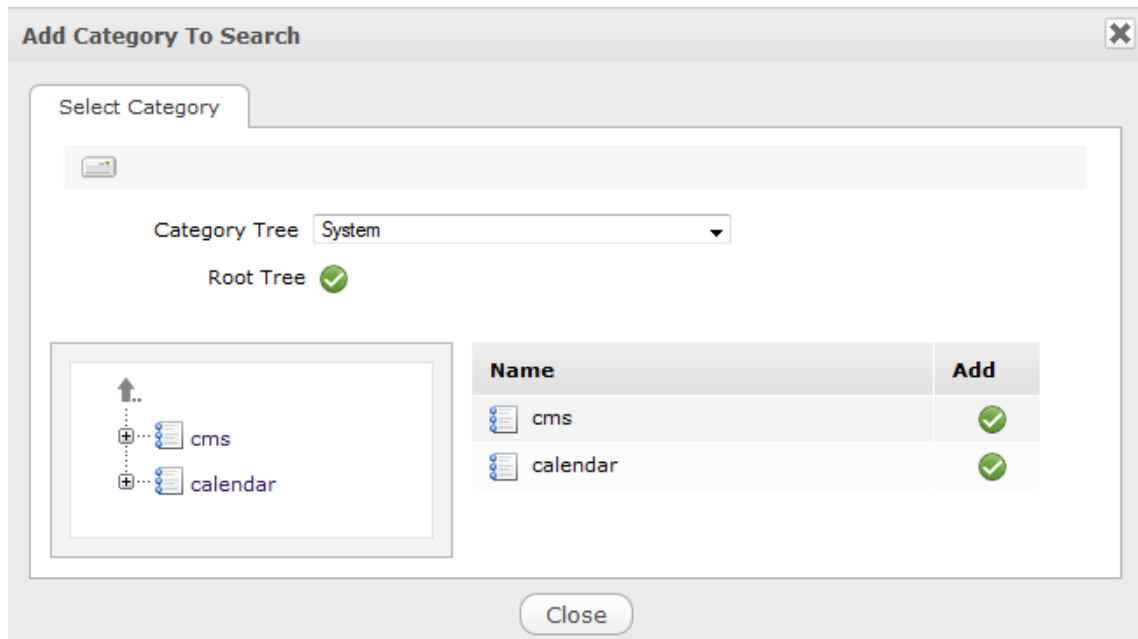 Add Category To Search
Select Category
Category Tree System
Root Tree
..
cms
calendar
Name Add
cms
calendar
Close